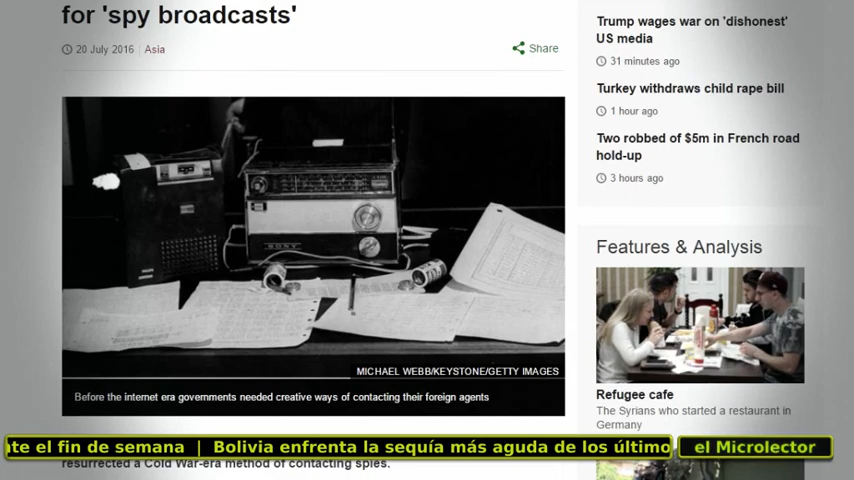 for 'spy broadcasts'
20 July 2016 Asia
Share
SONY
MICHAEL WEBB/KEYSTONE/GETTY IMAGES
Before the internet era governments needed creative ways of contacting their foreign agents
resurrected a Cold War-era method of contacting spies.
Trump wages war on 'dishonest'
US media
31 minutes ago
Turkey withdraws child rape bill
1 hour ago
Two robbed of $5m in French road
hold-up
3 hours ago
Features & Analysis
Refugee cafe
The Syrians who started a restaurant in
Germany
te el fin de semana | Bolivia enfrenta la sequía más aguda de los último
el Microlector